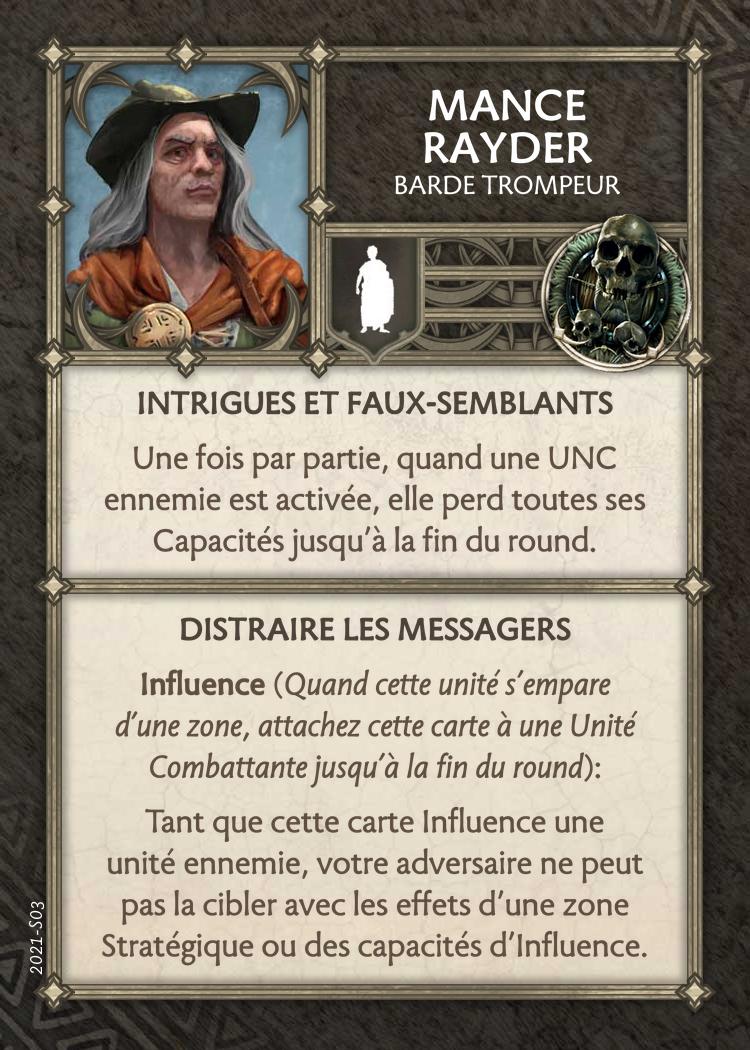 MANCE
RAYDER
BARDE TROMPEUR
INTRIGUES ET FAUX-SEMBLANTS
Une fois par partie, quand une UNC
ennemie est activée, elle perd toutes ses
Capacités jusqu'à la fin du round.
DISTRAIRE LES MESSAGERS
Influence (Quand cette unité s'empare
d'une zone, attachez cette carte à une Unité
Combattante jusqu'à la fin du round):
Tant que cette carte Influence une
unité ennemie, votre adversaire ne peut
pas la cibler avec les effets d'une zone
Stratégique ou des capacités d'Influence.
2021-S03